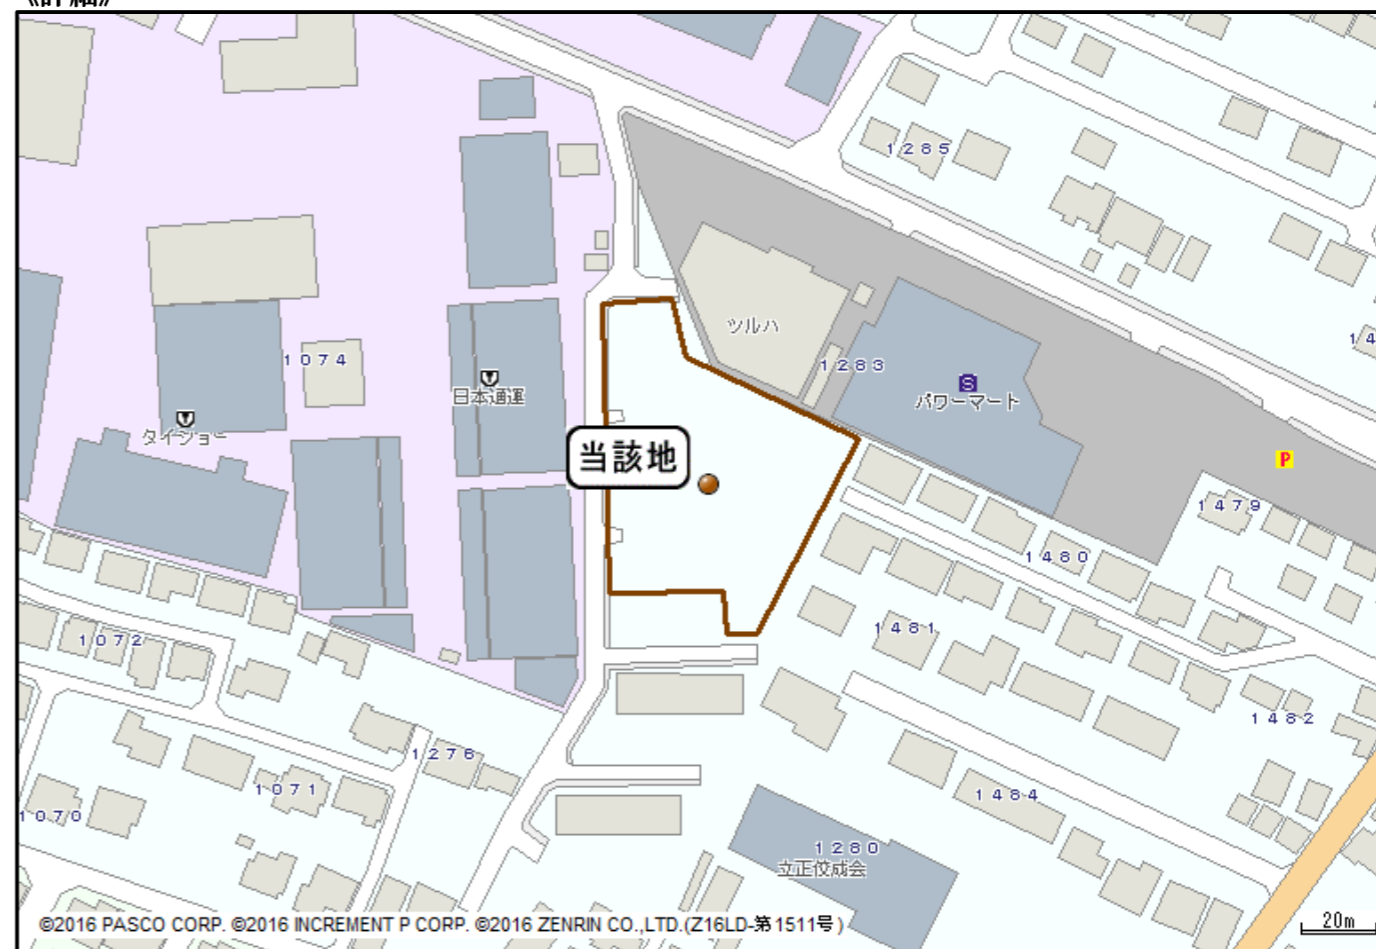 《詳細》
1285
ツルハ
1283
パワーマート
1074
日本通運
タイショー
当該地
P
S
1479
1480
1481
1482
1484
1072
1276
1071
1070
1280
立正佼成会
14
20m
©2016 PASCO CORP. ©2016 INCREMENT P CORP. ©2016 ZENRIN CO.,LTD.(Z16LD-第1511号)